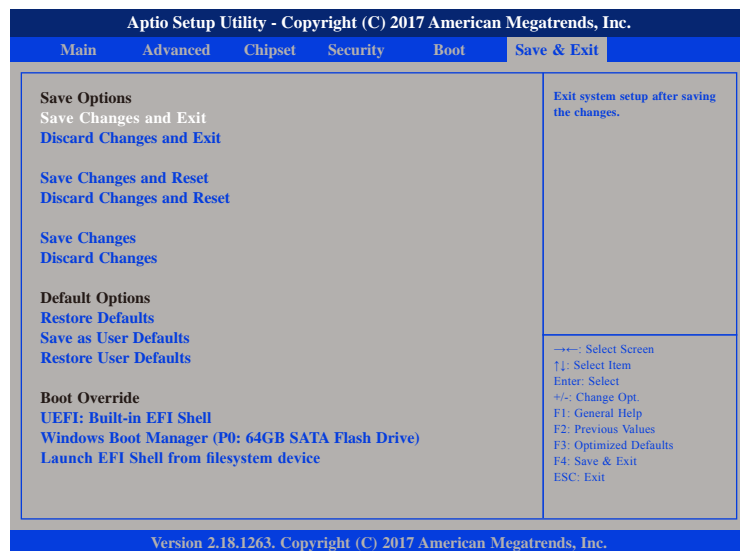 Aptio Setup Utility - Copyright (C) 2017 American Megatrends, Inc.
Main Advanced Chipset Security Boot Save & Exit
Save Options
Save Changes and Exit
Discard Changes and Exit
Save Changes and Reset
Discard Changes and Reset
Save Changes
Discard Changes
Default Options
Restore Defaults
Save as User Defaults
Restore User Defaults
Boot Override
UEFI: Built-in EFI Shell
Windows Boot Manager (P0: 64GB SATA Flash Drive)
Launch EFI Shell from filesystem device
Exit system setup after saving
the changes.
→←: Select Screen
↑↓: Select Item
Enter: Select
+/-: Change Opt.
F1: General Help
F2: Previous Values
F3: Optimized Defaults
F4: Save & Exit
ESC: Exit
Version 2.18.1263. Copyright (C) 2017 American Megatrends, Inc.